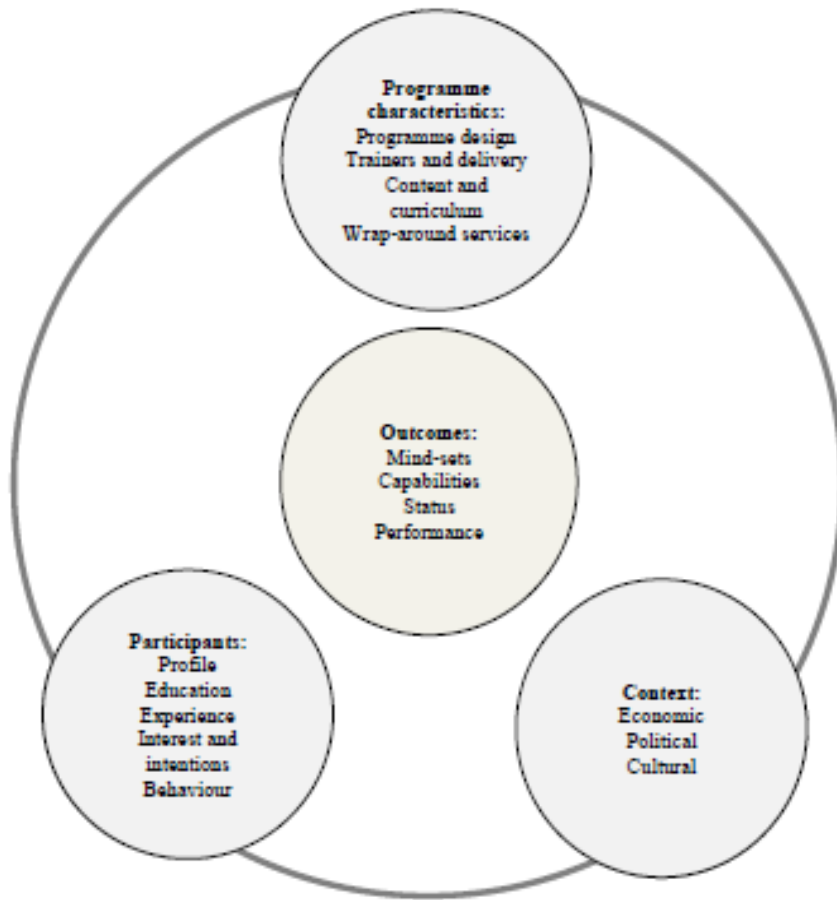 Programme
characteristics:
Programme design
Trainers and delivery
Content and
curriculum
Wrap-around services
Outcomes:
Mind-sets
Capabilities
Status
Performance
Participants:
Profile
Education
Experience
Interest and
intentions
Behaviour
Context:
Economic
Political
Cultural